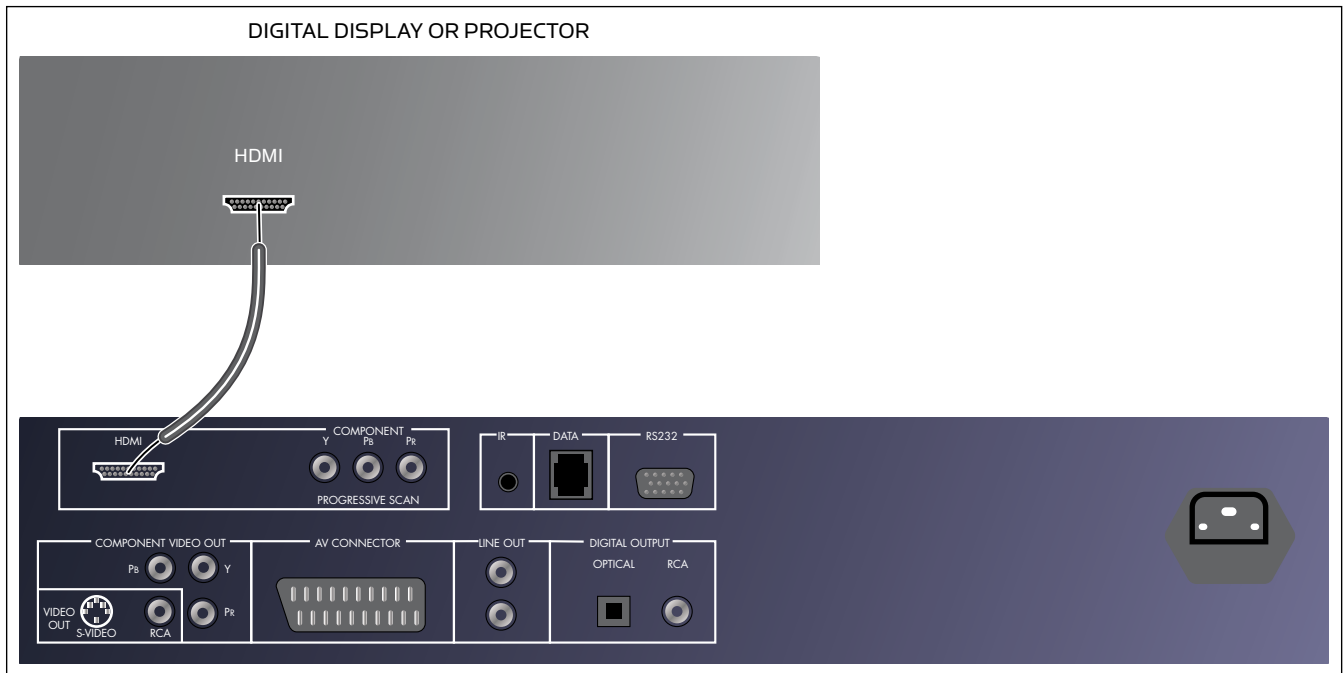 DIGITAL DISPLAY OR PROJECTOR
HDMI
COMPONENT
HDMI
Y PB PR
PROGRESSIVE SCAN
IR
DATA
RS232
COMPONENT VIDEO OUT
PB
Y
PR
VIDEO
OUT
S-VIDEO
RCA
AV CONNECTOR
LINE OUT
DIGITAL OUTPUT
OPTICAL RCA